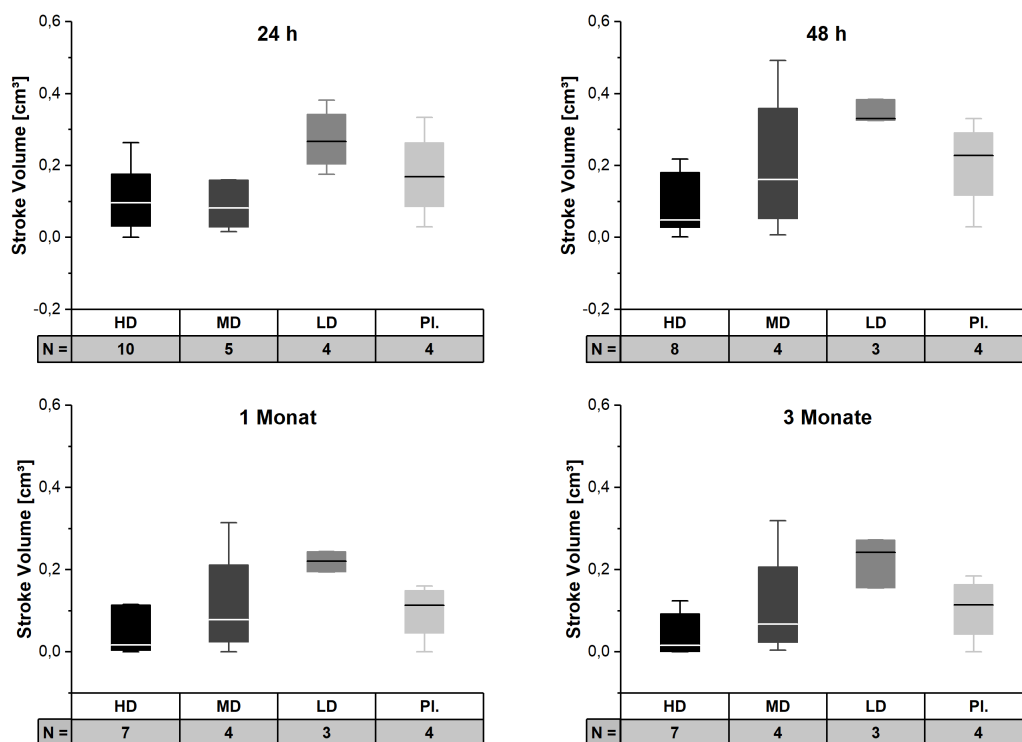 24 h
Stroke Volume [cm³]
0,6
0,4
0,2
0,0
-0,2
HD MD LD Pl.
N = 10 5 4 4
48 h
Stroke Volume [cm³]
0,6
0,4
0,2
0,0
-0,2
HD MD LD Pl.
N = 8 4 3 4
1 Monat
Stroke Volume [cm³]
0,6
0,4
0,2
0,0
HD MD LD Pl.
N = 7 4 3 4
3 Monate
Stroke Volume [cm³]
0,6
0,4
0,2
0,0
HD MD LD Pl.
N = 7 4 3 4